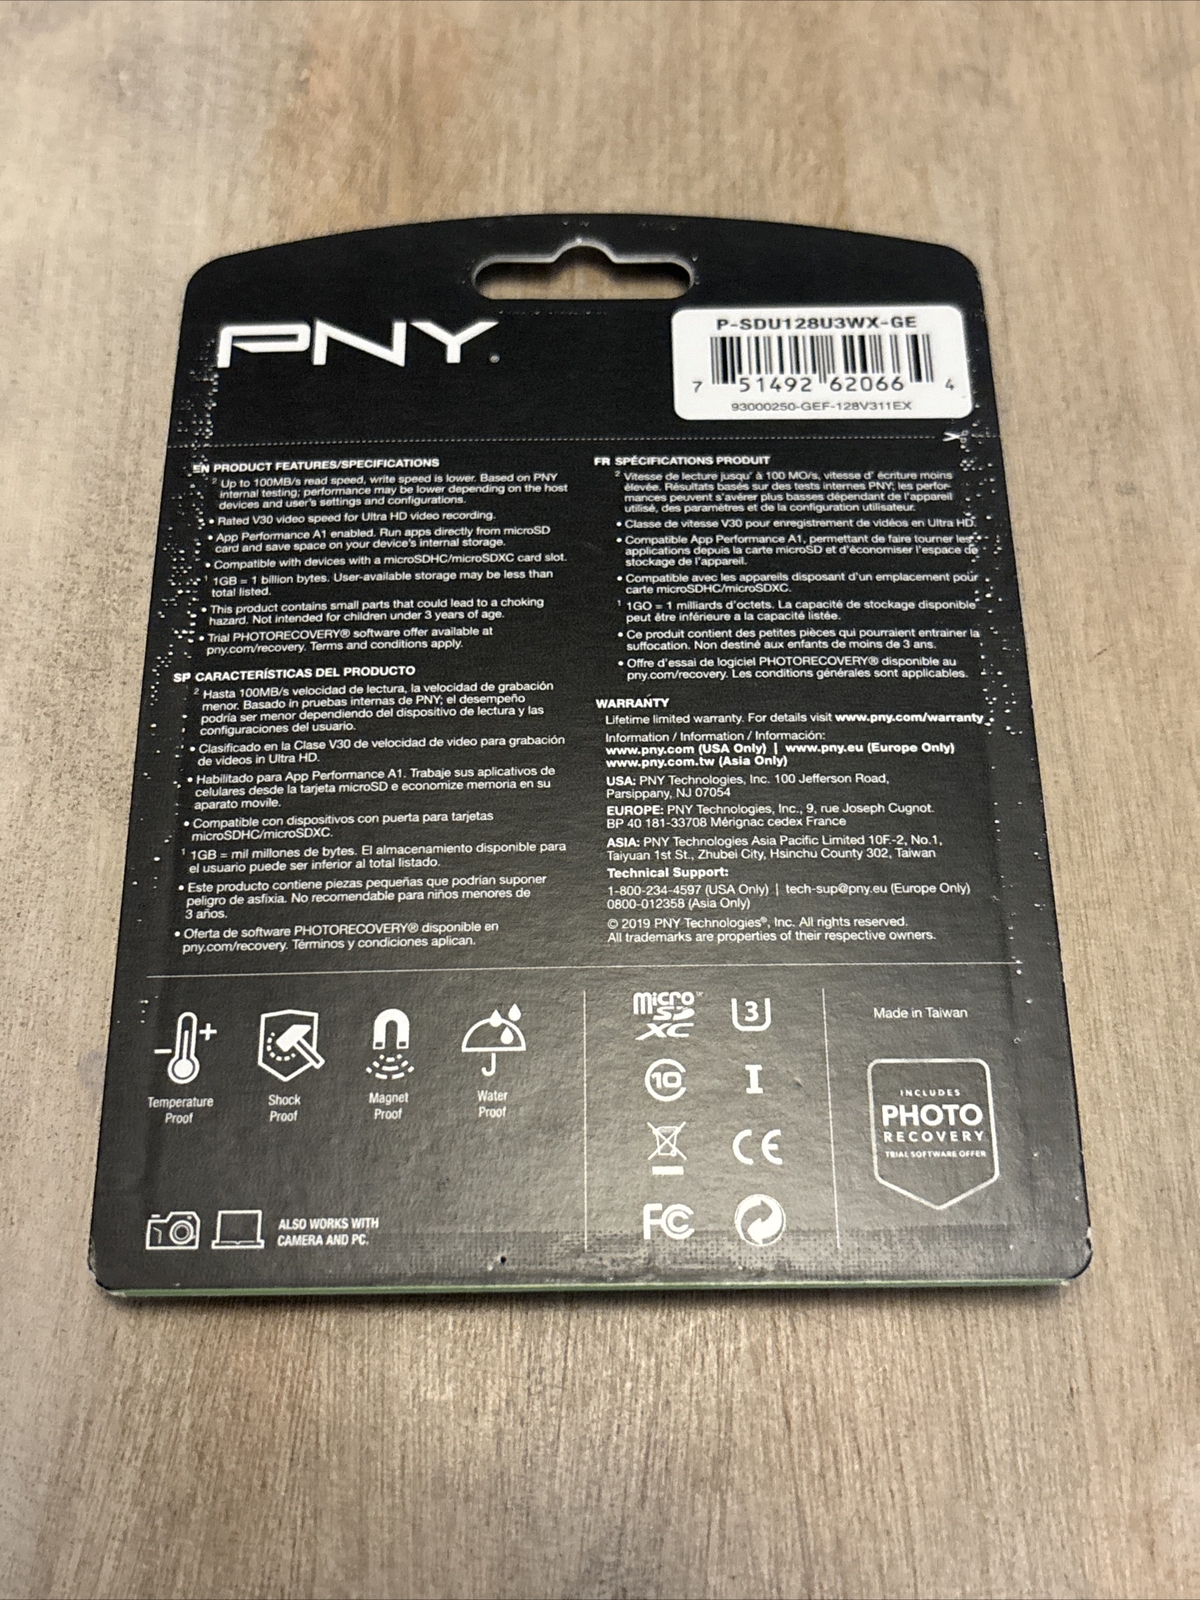 PNY®
P-SDU128U3WX-GE
7 51492 62066 4
93000250-GEF-128V311EX
EN PRODUCT FEATURES/SPECIFICATIONS
² Up to 100MB/s read speed, write speed is lower. Based on PNY
internal testing; performance may be lower depending on the host
devices and user's settings and configurations.
• Rated V30 video speed for Ultra HD video recording.
• App Performance A1 enabled. Run apps directly from microSD
card and save space on your device's internal storage.
• Compatible with devices with a microSDHC/microSDXC card slot.
¹ 1GB = 1 billion bytes. User-available storage may be less than
total listed.
• This product contains small parts that could lead to a choking
hazard. Not intended for children under 3 years of age.
• Trial PHOTORECOVERY® software offer available at
pny.com/recovery. Terms and conditions apply.
SP CARACTERÍSTICAS DEL PRODUCTO
² Hasta 100MB/s velocidad de lectura, la velocidad de grabación
menor. Basado in pruebas internas de PNY; el desempeño
podría ser menor dependiendo del dispositivo de lectura y las
configuraciones del usuario.
• Clasificado en la Clase V30 de velocidad de video para grabación
de videos in Ultra HD.
• Habilitado para App Performance A1. Trabaje sus aplicativos de
celulares desde la tarjeta microSD e economize memoria en su
aparato movile.
• Compatible con dispositivos con puerta para tarjetas
microSDHC/microSDXC.
¹ 1GB = mil millones de bytes. El almacenamiento disponible para
el usuario puede ser inferior al total listado.
• Este producto contiene piezas pequeñas que podrían suponer
peligro de asfixia. No recomendable para niños menores de
3 años.
• Oferta de software PHOTORECOVERY® disponible en
pny.com/recovery. Términos y condiciones aplican.
FR SPÉCIFICATIONS PRODUIT
² Vitesse de lecture jusqu' à 100 MO/s, vitesse d' écriture moins
élevée. Résultats basés sur des tests internes PNY; les perfor-
mances peuvent s'avérer plus basses dépendant de l'appareil
utilisé, des paramètres et de la configuration utilisateur.
• Classe de vitesse V30 pour enregistrement de vidéos en Ultra HD.
• Compatible App Performance A1, permettant de faire tourner les
applications depuis la carte microSD et d'économiser l'espace de
stockage de l'appareil.
• Compatible avec les appareils disposant d'un emplacement pour
carte microSDHC/microSDXC.
¹ 1GO = 1 milliards d'octets. La capacité de stockage disponible
peut être inférieure a la capacité listée.
• Ce produit contient des petites pièces qui pourraient entrainer la
suffocation. Non destiné aux enfants de moins de 3 ans.
• Offre d'essai de logiciel PHOTORECOVERY® disponible au
pny.com/recovery. Les conditions générales sont applicables.
WARRANTY
Lifetime limited warranty. For details visit www.pny.com/warranty.
Information / Information / Información:
www.pny.com (USA Only) | www.pny.eu (Europe Only)
www.pny.com.tw (Asia Only)
USA: PNY Technologies, Inc. 100 Jefferson Road,
Parsippany, NJ 07054
EUROPE: PNY Technologies, Inc., 9, rue Joseph Cugnot.
BP 40 181-33708 Mérignac cedex France
ASIA: PNY Technologies Asia Pacific Limited 10F.-2, No.1,
Taiyuan 1st St., Zhubei City, Hsinchu County 302, Taiwan
Technical Support:
1-800-234-4597 (USA Only) | tech-sup@pny.eu (Europe Only)
0800-012358 (Asia Only)
© 2019 PNY Technologies®, Inc. All rights reserved.
All trademarks are properties of their respective owners.
Temperature
Proof
Shock
Proof
Magnet
Proof
Water
Proof
ALSO WORKS WITH
CAMERA AND PC.
micro
SD
XC™
3
10
I
CE
FC
Made in Taiwan
INCLUDES
PHOTO
RECOVERY
TRIAL SOFTWARE OFFER